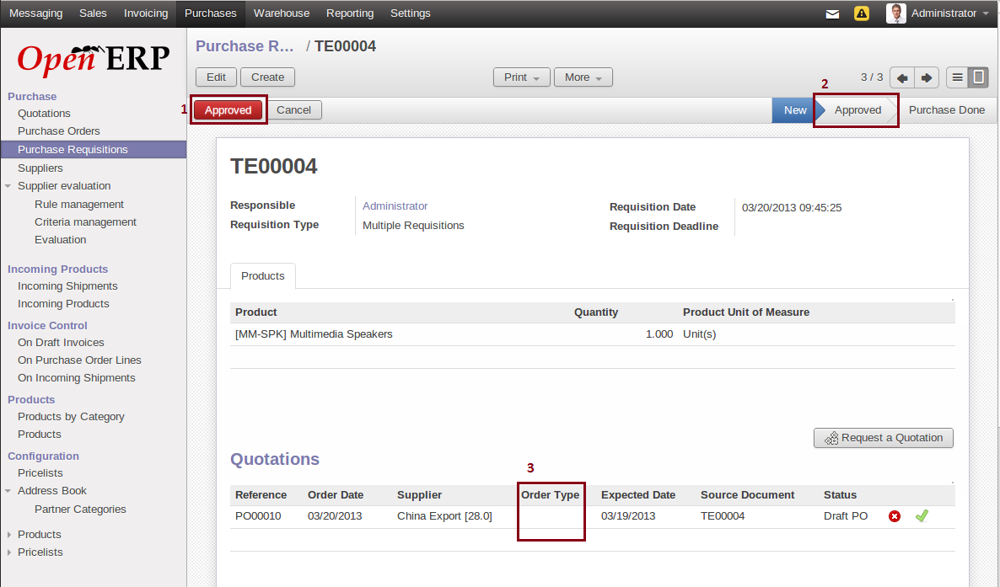 Messaging Sales Invoicing Purchases Warehouse Reporting Settings Administrator
Open ERP
Purchase
Quotations
Purchase Orders
Purchase Requisitions
Suppliers
Supplier evaluation
Rule management
Criteria management
Evaluation
Incoming Products
Incoming Shipments
Incoming Products
Invoice Control
On Draft Invoices
On Purchase Order Lines
On Incoming Shipments
Products
Products by Category
Products
Configuration
Pricelists
Address Book
Partner Categories
Products
Pricelists
Purchase R... / TE00004
Edit Create Print More 3 / 3
1 Approved Cancel New 2 Approved Purchase Done
TE00004
Responsible Administrator Requisition Date 03/20/2013 09:45:25
Requisition Type Multiple Requisitions Requisition Deadline
Products
Product Quantity Product Unit of Measure
[MM-SPK] Multimedia Speakers 1.000 Unit(s)
Request a Quotation
Quotations
3
Reference Order Date Supplier Order Type Expected Date Source Document Status
PO00010 03/20/2013 China Export [28.0] 03/19/2013 TE00004 Draft PO